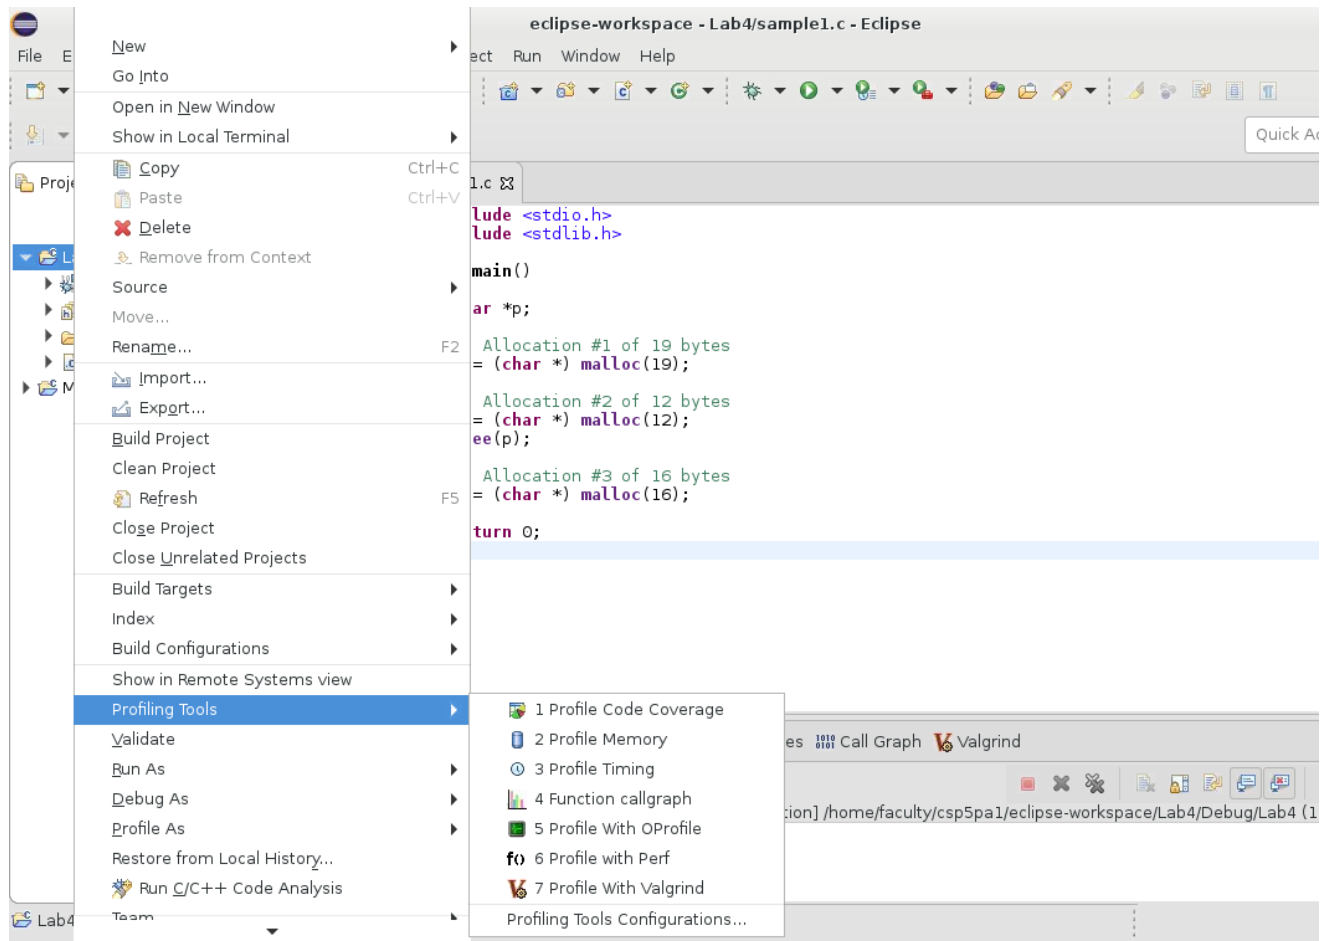 eclipse-workspace - Lab4/sample1.c - Eclipse
File E
ect Run Window Help
Quick Ac
Proje
1.c
New
Go Into
Open in New Window
Show in Local Terminal
Copy Ctrl+C
Paste Ctrl+V
Delete
Remove from Context
Source
Move...
Rename... F2
Import...
Export...
Build Project
Clean Project
Refresh F5
Close Project
Close Unrelated Projects
Build Targets
Index
Build Configurations
Show in Remote Systems view
Profiling Tools
Validate
Run As
Debug As
Profile As
Restore from Local History...
Run C/C++ Code Analysis
Team
L
M
lude <stdio.h>
lude <stdlib.h>
main()
ar *p;
Allocation #1 of 19 bytes
= (char *) malloc(19);
Allocation #2 of 12 bytes
= (char *) malloc(12);
ee(p);
Allocation #3 of 16 bytes
= (char *) malloc(16);
turn 0;
1 Profile Code Coverage
2 Profile Memory
3 Profile Timing
4 Function callgraph
5 Profile With OProfile
f() 6 Profile with Perf
7 Profile With Valgrind
Profiling Tools Configurations...
es Call Graph Valgrind
tion] /home/faculty/csp5pa1/eclipse-workspace/Lab4/Debug/Lab4 (1
Lab4